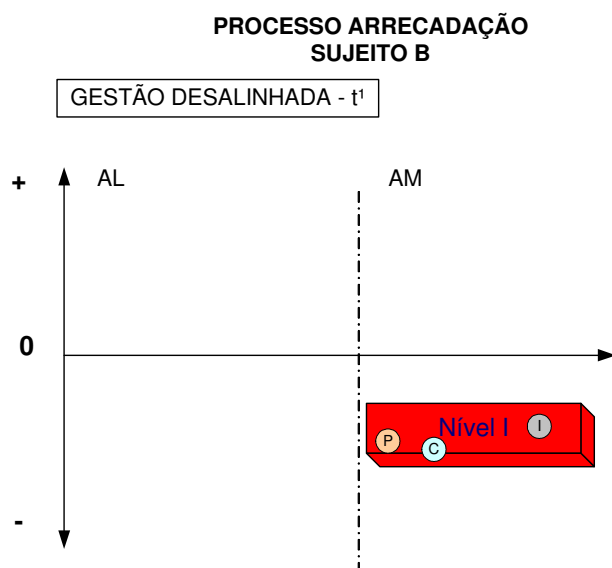 PROCESSO ARRECADAÇÃO
SUJEITO B
GESTÃO DESALINHADA - t¹
+
AL
AM
0
Nível I
I
P
C
-